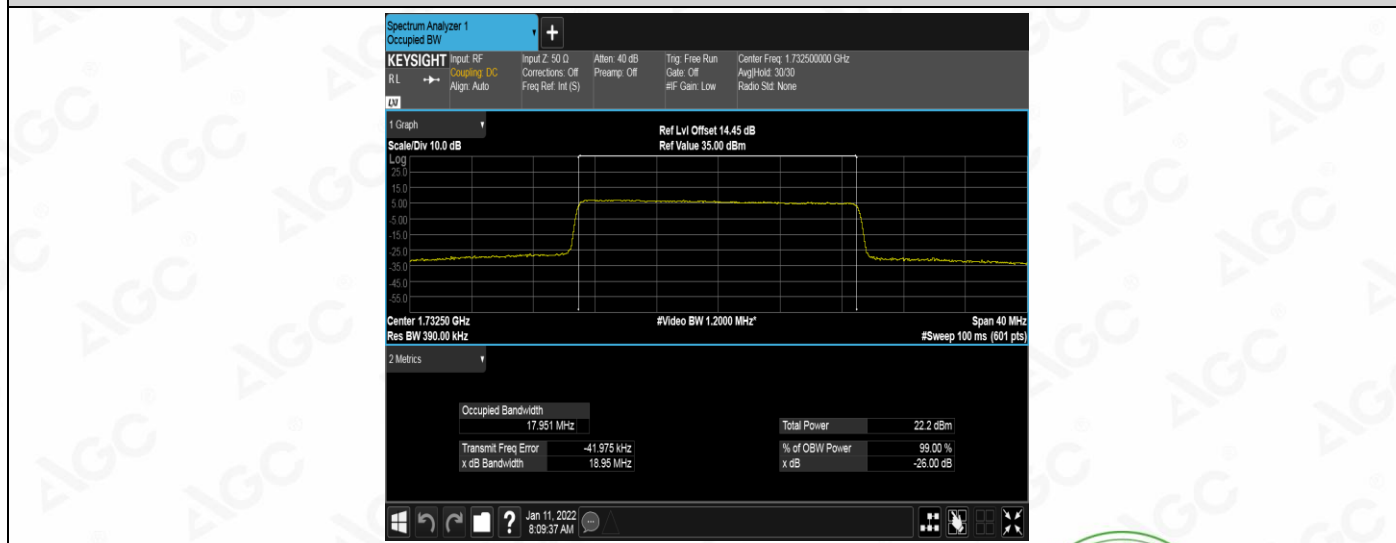 Spectrum Analyzer 1
Occupied BW
+
KEYSIGHT
RL
LXI
Input: RF
Coupling: DC
Align: Auto
Input Z: 50 Ω
Corrections: Off
Freq Ref: Int (S)
Atten: 40 dB
Preamp: Off
Trig: Free Run
Gate: Off
#IF Gain: Low
Center Freq: 1.732500000 GHz
Avg|Hold: 30/30
Radio Std: None
1 Graph
Scale/Div 10.0 dB
Ref Lvl Offset 14.45 dB
Ref Value 35.00 dBm
Log
25.0
15.0
5.00
-5.00
-15.0
-25.0
-35.0
-45.0
-55.0
Center 1.73250 GHz
#Video BW 1.2000 MHz*
Span 40 MHz
Res BW 390.00 kHz
#Sweep 100 ms (601 pts)
2 Metrics
Occupied Bandwidth
17.951 MHz
Total Power 22.2 dBm
Transmit Freq Error -41.975 kHz
% of OBW Power 99.00 %
x dB Bandwidth 18.95 MHz
x dB -26.00 dB
?
Jan 11, 2022
8:09:37 AM
AGC